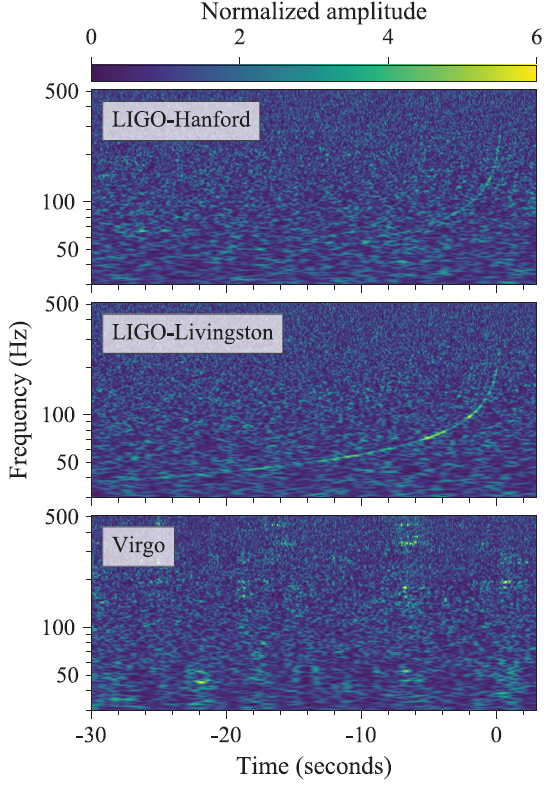 Normalized amplitude
0 2 4 6
500
LIGO-Hanford
100
50
500
LIGO-Livingston
100
50
Frequency (Hz)
500
Virgo
100
50
-30 -20 -10 0
Time (seconds)